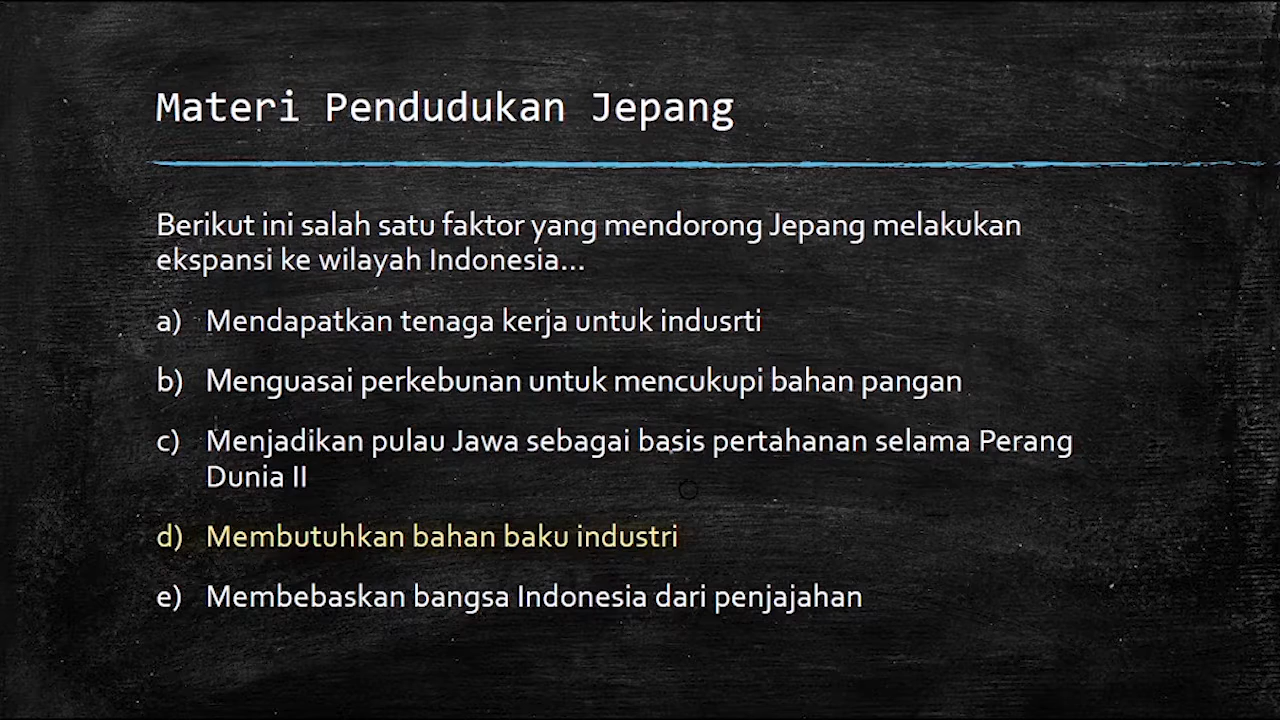 Materi Pendudukan Jepang
Berikut ini salah satu faktor yang mendorong Jepang melakukan
ekspansi ke wilayah Indonesia...
a) Mendapatkan tenaga kerja untuk indusrti
b) Menguasai perkebunan untuk mencukupi bahan pangan
c) Menjadikan pulau Jawa sebagai basis pertahanan selama Perang
Dunia II
d) Membutuhkan bahan baku industri
e) Membebaskan bangsa Indonesia dari penjajahan